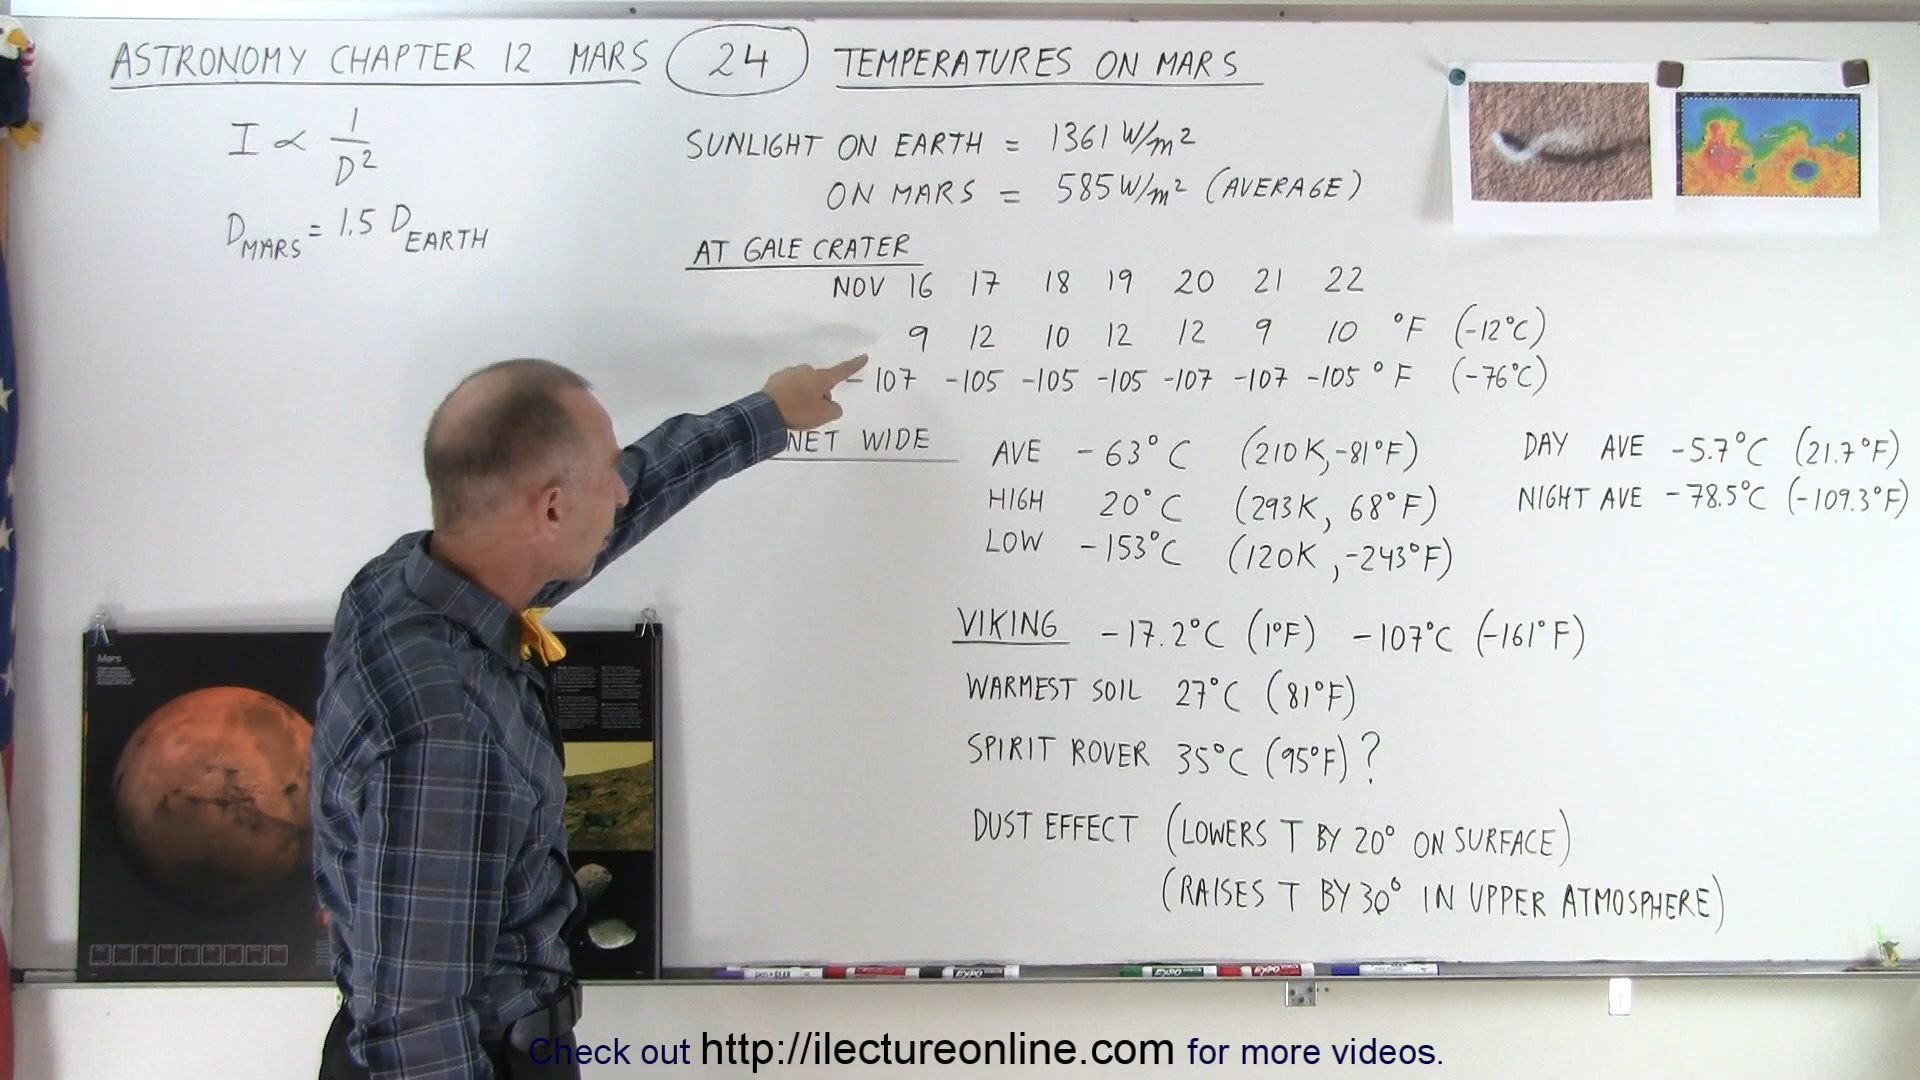 ASTRONOMY CHAPTER 12 MARS 24 TEMPERATURES ON MARS
I ∝ 1/D²
D_MARS = 1.5 D_EARTH
SUNLIGHT ON EARTH = 1361 W/m²
ON MARS = 585 W/m² (AVERAGE)
AT GALE CRATER
NOV 16 17 18 19 20 21 22
9 12 10 12 12 9 10 °F (-12°C)
-107 -105 -105 -105 -107 -107 -105 °F (-76°C)
NET WIDE
AVE -63°C (210K, -81°F)
HIGH 20°C (293K, 68°F)
LOW -153°C (120K, -243°F)
DAY AVE -5.7°C (21.7°F)
NIGHT AVE -78.5°C (-109.3°F)
VIKING -17.2°C (1°F) -107°C (-161°F)
WARMEST SOIL 27°C (81°F)
SPIRIT ROVER 35°C (95°F)?
DUST EFFECT (LOWERS T BY 20° ON SURFACE)
(RAISES T BY 30° IN UPPER ATMOSPHERE)
Mars
Check out http://ilectureonline.com for more videos.